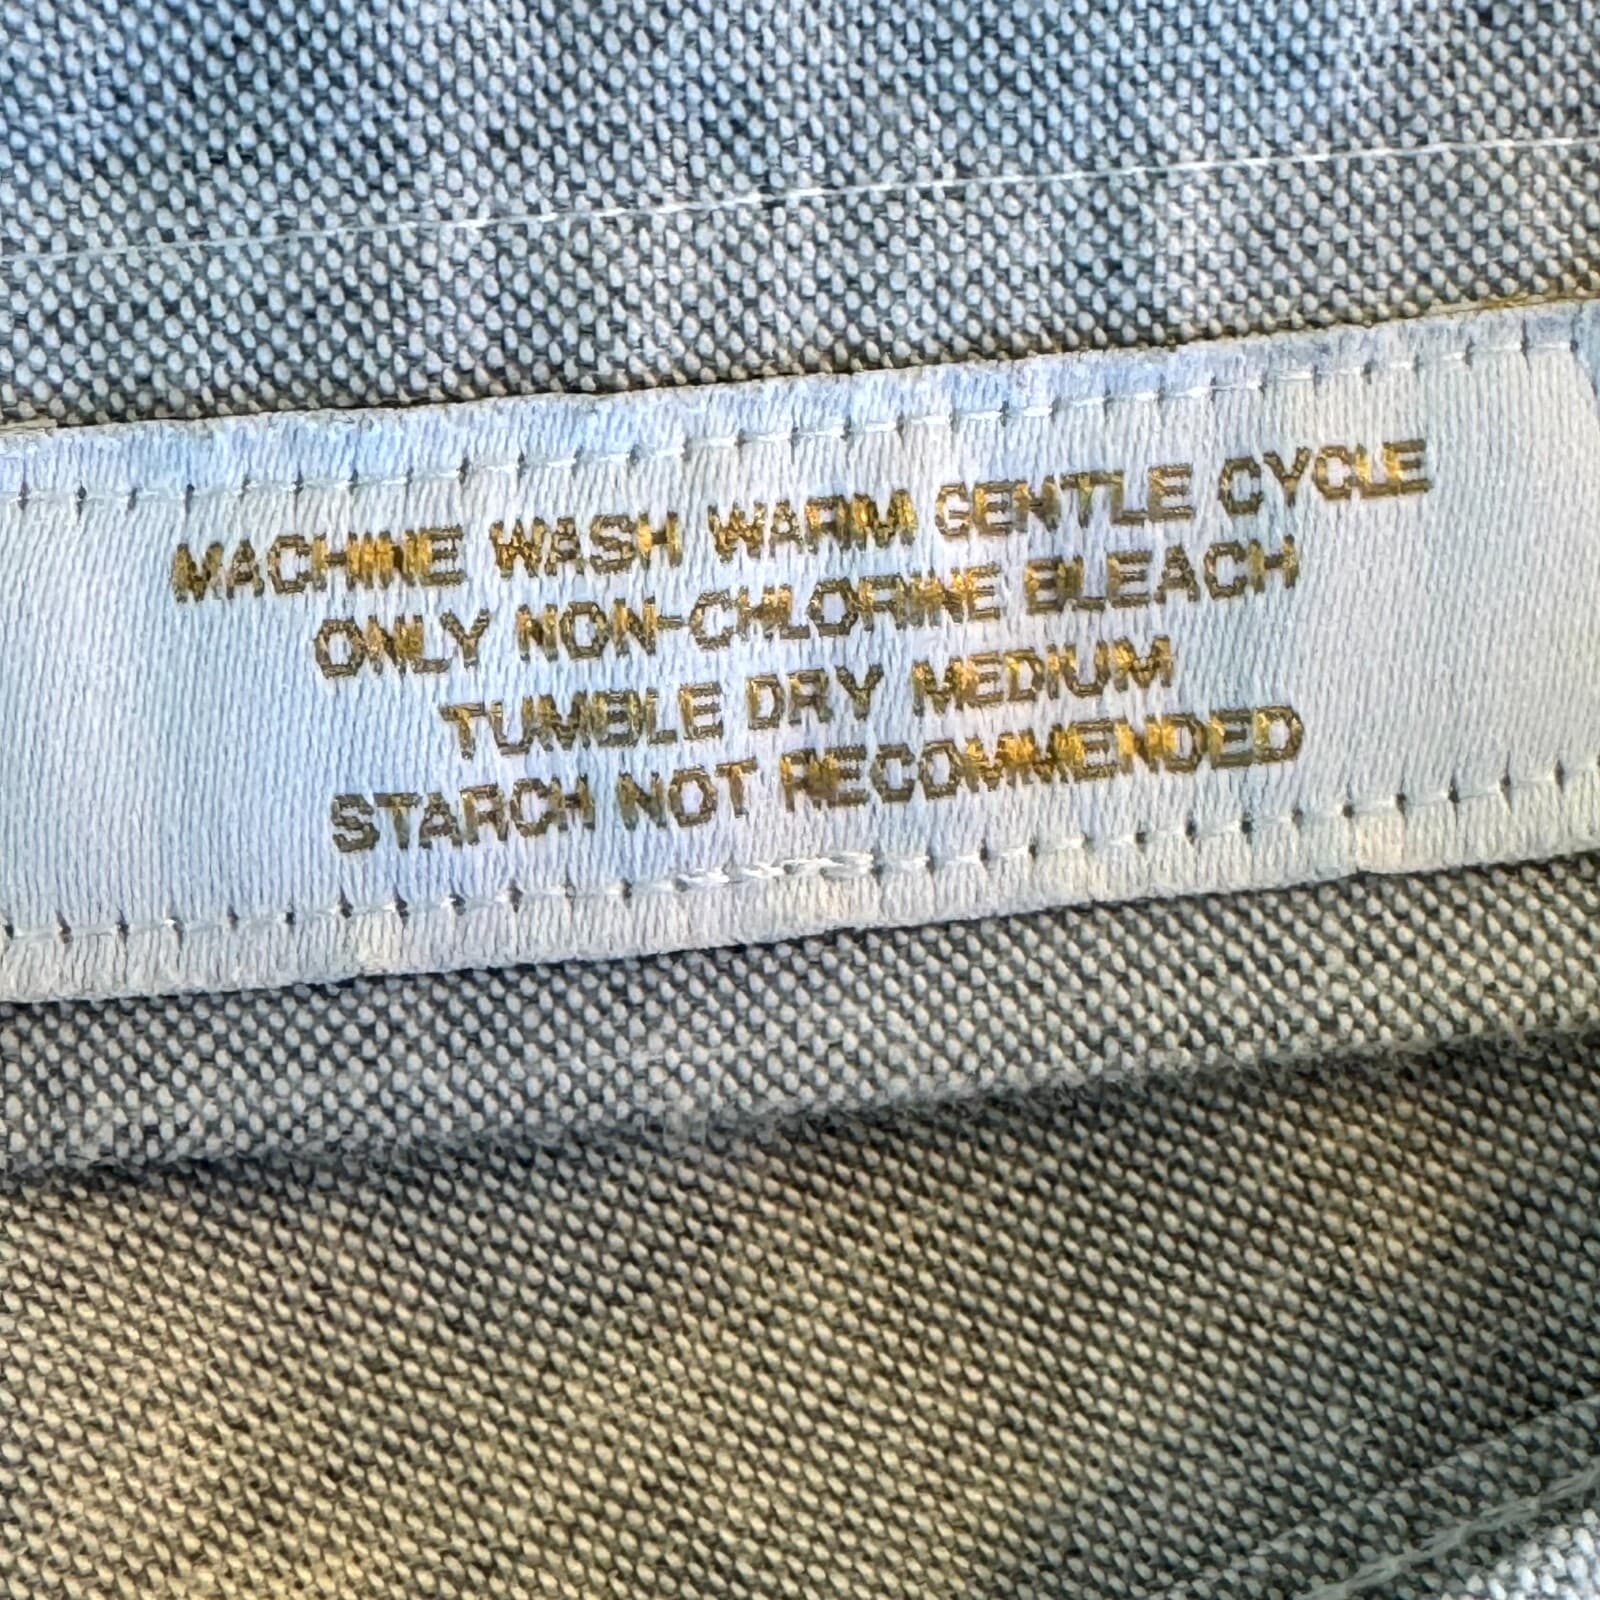 MACHINE WASH WARM GENTLE CYCLE
ONLY NON-CHLORINE BLEACH
TUMBLE DRY MEDIUM
STARCH NOT RECOMMENDED